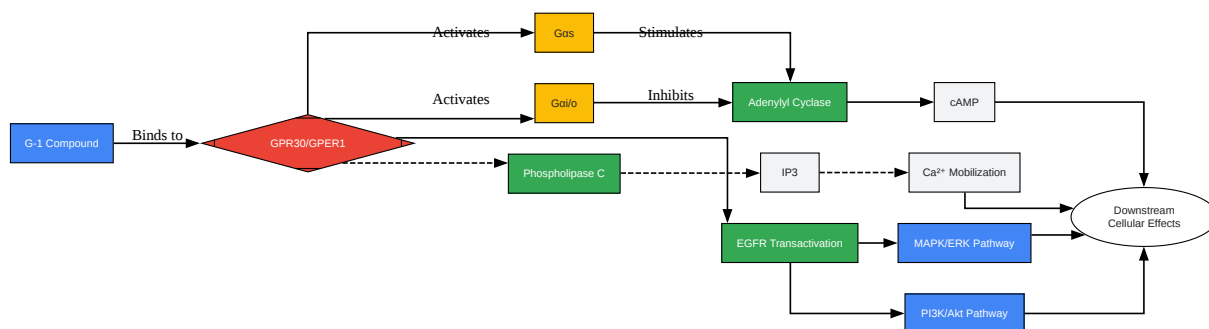 Activates
Gαs
Stimulates
Activates
Gαi/o
Inhibits
Adenylyl Cyclase
cAMP
G-1 Compound
Binds to
GPR30/GPER1
Phospholipase C
IP3
Ca²⁺ Mobilization
Downstream
Cellular Effects
EGFR Transactivation
MAPK/ERK Pathway
PI3K/Akt Pathway